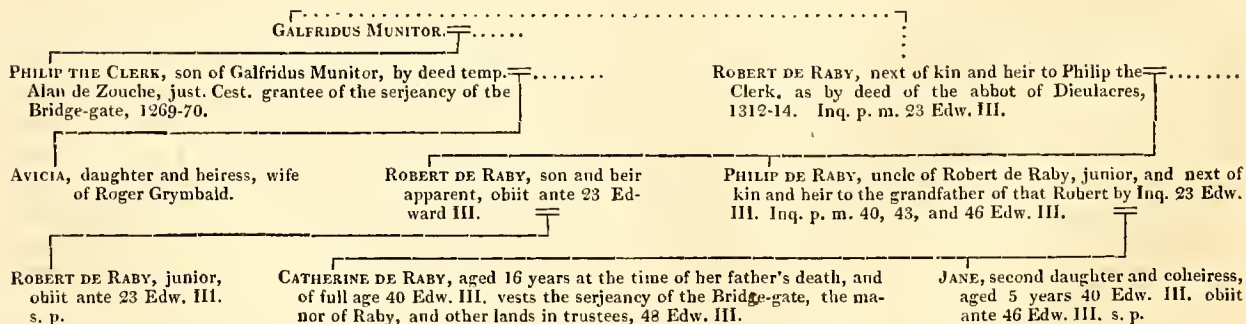 GALFRIDUS MUNITOR.
PHILIP THE CLERK, son of Galfridus Munitor, by deed temp.
Alan de Zouche, just. Cest. grantee of the serjeancy of the
Bridge-gate, 1269-70.
ROBERT DE RABY, next of kin and heir to Philip the
Clerk, as by deed of the abbot of Dieulacres,
1312-14. Inq. p. m. 23 Edw. III.
AVICIA, daughter and heiress, wife
of Roger Grymbald.
ROBERT DE RABY, son and heir
apparent, obiit ante 23 Ed-
ward III.
PHILIP DE RABY, uncle of Robert de Raby, junior, and next of
kin and heir to the grandfather of that Robert by Inq. 23 Edw.
III. Inq. p. m. 40, 43, and 46 Edw. III.
ROBERT DE RABY, junior,
obiit ante 23 Edw. III.
s. p.
CATHERINE DE RABY, aged 16 years at the time of her father's death, and
of full age 40 Edw. III. vests the serjeancy of the Bridge-gate, the ma-
nor of Raby, and other lands in trustees, 48 Edw. III.
JANE, second daughter and coheiress,
aged 5 years 40 Edw. III. obiit
ante 46 Edw. III. s. p.